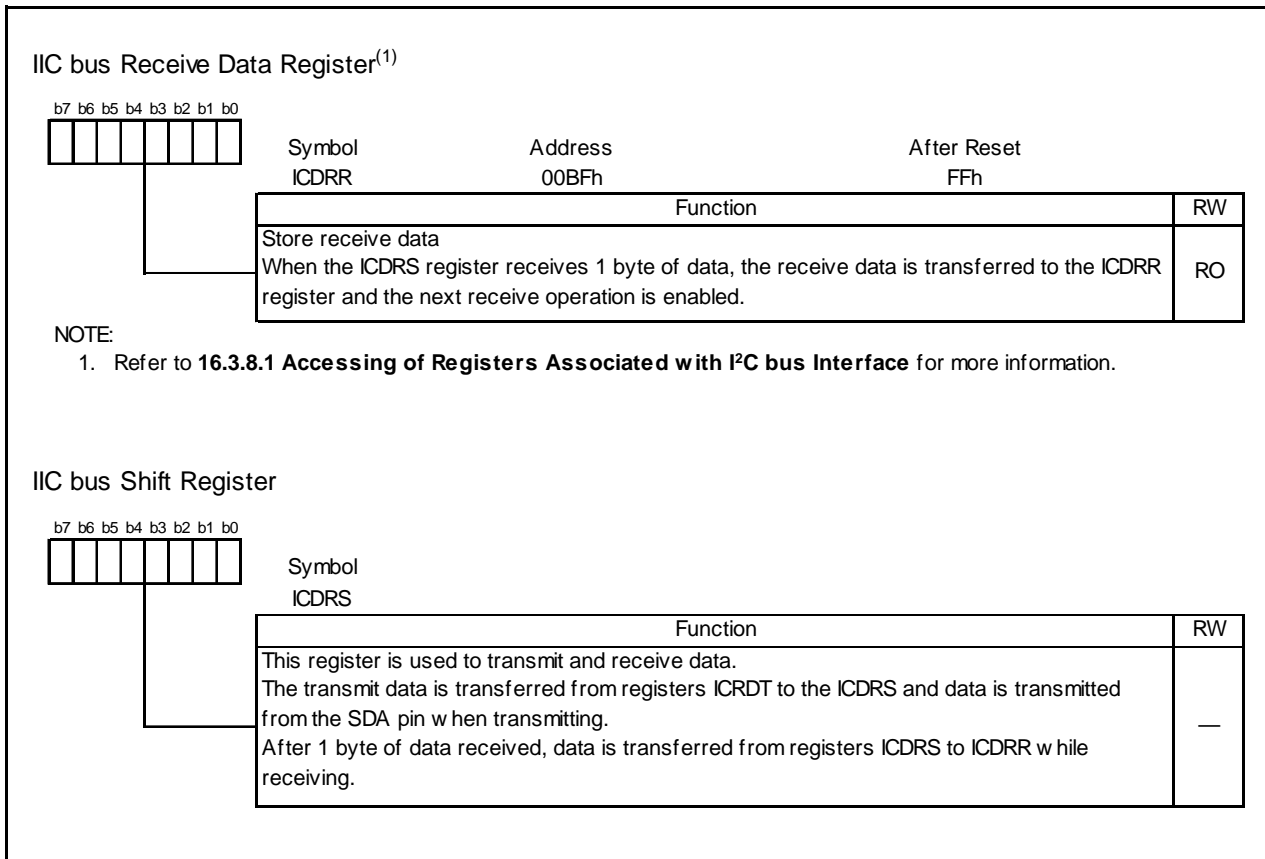 IIC bus Receive Data Register(1)
b7 b6 b5 b4 b3 b2 b1 b0
Symbol Address After Reset
ICDRR 00BFh FFh
Function RW
Store receive data
When the ICDRS register receives 1 byte of data, the receive data is transferred to the ICDRR
register and the next receive operation is enabled.
RO
NOTE:
1. Refer to 16.3.8.1 Accessing of Registers Associated with I²C bus Interface for more information.
IIC bus Shift Register
b7 b6 b5 b4 b3 b2 b1 b0
Symbol
ICDRS
Function RW
This register is used to transmit and receive data.
The transmit data is transferred from registers ICRDT to the ICDRS and data is transmitted
from the SDA pin when transmitting.
After 1 byte of data received, data is transferred from registers ICDRS to ICDRR while
receiving.
—